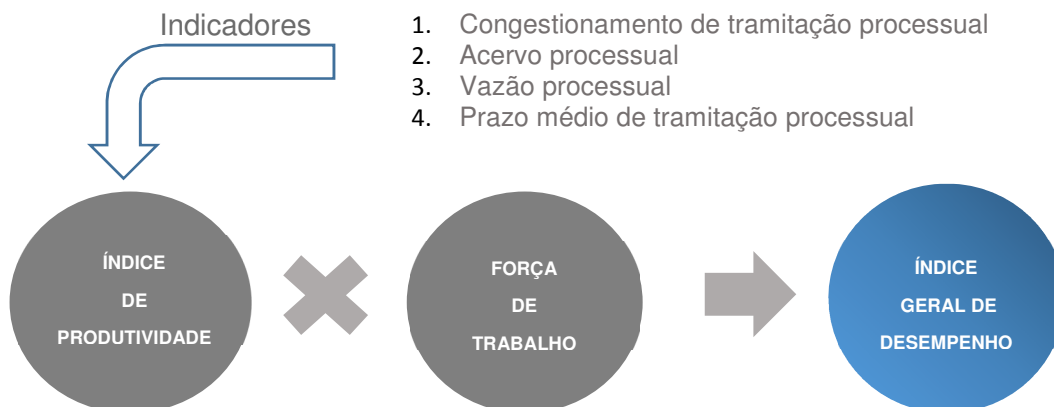 Indicadores
1. Congestionamento de tramitação processual
2. Acervo processual
3. Vazão processual
4. Prazo médio de tramitação processual
ÍNDICE
DE
PRODUTIVIDADE
FORÇA
DE
TRABALHO
ÍNDICE
GERAL DE
DESEMPENHO